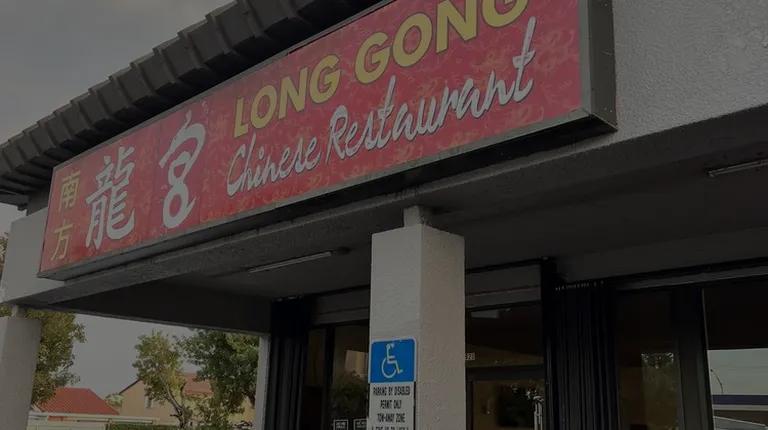 南方
龍宮
LONG GONG
Chinese Restaurant
PARKING BY DISABLED
PERMIT ONLY
TOW-AWAY ZONE